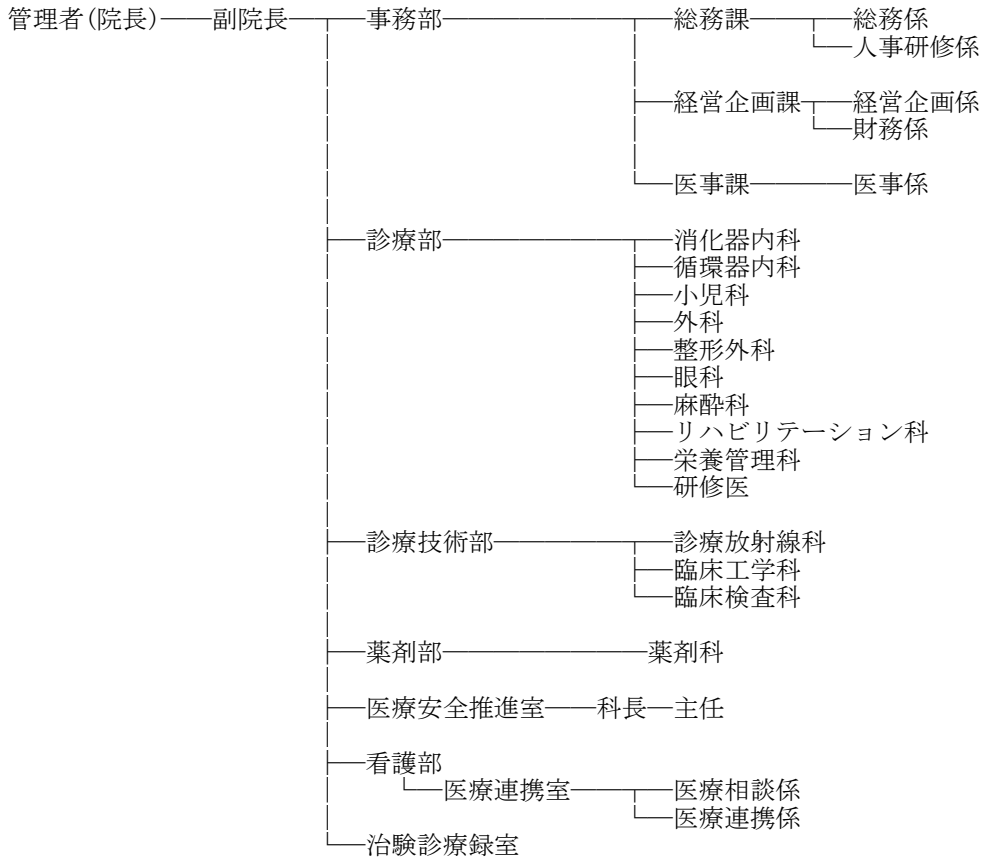 管理者(院長) 副院長 事務部 総務課 総務係
人事研修係
経営企画課 経営企画係
財務係
医事課 医事係
診療部 消化器内科
循環器内科
小児科
外科
整形外科
眼科
麻酔科
リハビリテーション科
栄養管理科
研修医
診療技術部 診療放射線科
臨床工学科
臨床検査科
薬剤部 薬剤科
医療安全推進室 科長 主任
看護部
医療連携室 医療相談係
医療連携係
治験診療録室